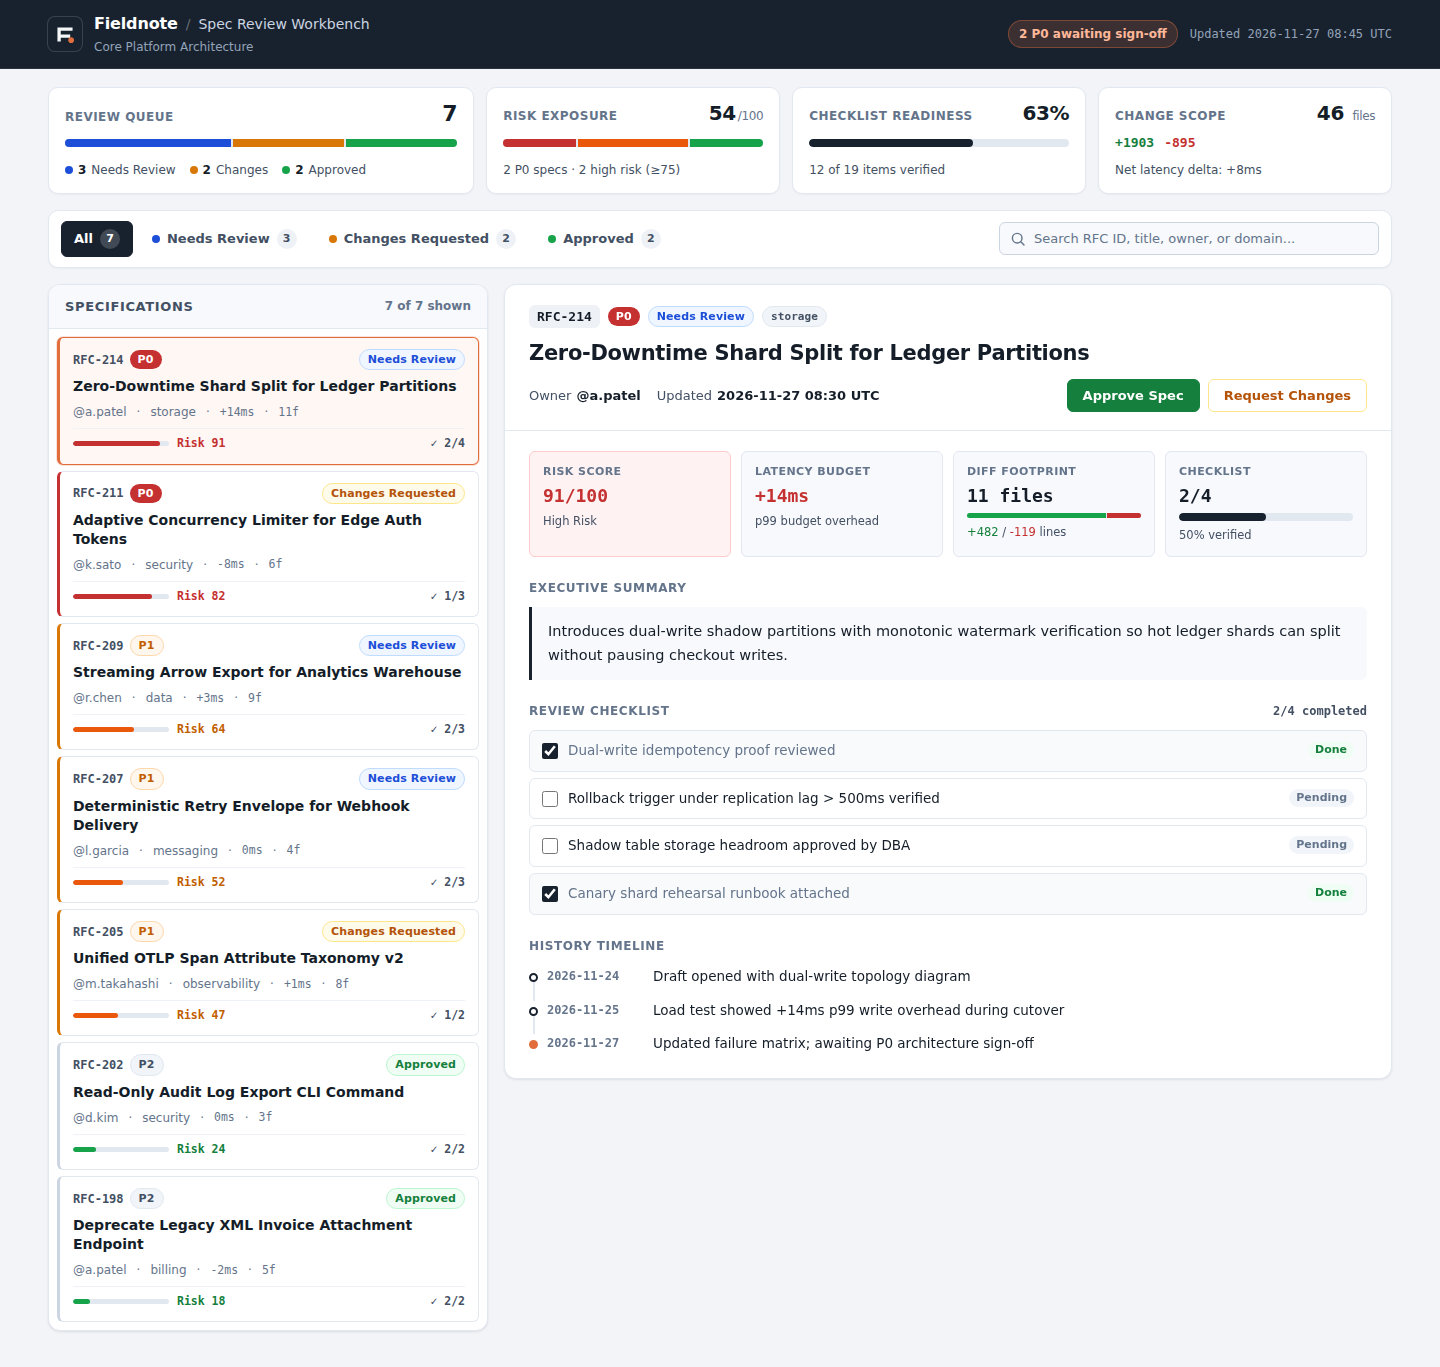 Fieldnote / Spec Review Workbench
Core Platform Architecture
2 P0 awaiting sign-off
Updated 2026-11-27 08:45 UTC
REVIEW QUEUE 7
3 Needs Review 2 Changes 2 Approved
RISK EXPOSURE 54/100
2 P0 specs · 2 high risk (≥75)
CHECKLIST READINESS 63%
12 of 19 items verified
CHANGE SCOPE 46 files
+1903 -895
Net latency delta: +8ms
All 7 Needs Review 3 Changes Requested 2 Approved 2
Search RFC ID, title, owner, or domain...
SPECIFICATIONS 7 of 7 shown
RFC-214 P0 Needs Review
Zero-Downtime Shard Split for Ledger Partitions
@a.patel · storage · +14ms · 11f
Risk 91 ✓ 2/4
RFC-211 P0 Changes Requested
Adaptive Concurrency Limiter for Edge Auth
Tokens
@k.sato · security · -8ms · 6f
Risk 82 ✓ 1/3
RFC-209 P1 Needs Review
Streaming Arrow Export for Analytics Warehouse
@r.chen · data · +3ms · 9f
Risk 64 ✓ 2/3
RFC-207 P1 Needs Review
Deterministic Retry Envelope for Webhook
Delivery
@l.garcia · messaging · 0ms · 4f
Risk 52 ✓ 2/3
RFC-205 P1 Changes Requested
Unified OTLP Span Attribute Taxonomy v2
@m.takahashi · observability · +1ms · 8f
Risk 47 ✓ 1/2
RFC-202 P2 Approved
Read-Only Audit Log Export CLI Command
@d.kim · security · 0ms · 3f
Risk 24 ✓ 2/2
RFC-198 P2 Approved
Deprecate Legacy XML Invoice Attachment
Endpoint
@a.patel · billing · -2ms · 5f
Risk 18 ✓ 2/2
RFC-214 P0 Needs Review storage
Zero-Downtime Shard Split for Ledger Partitions
Owner @a.patel Updated 2026-11-27 08:30 UTC
Approve Spec Request Changes
RISK SCORE
91/100
High Risk
LATENCY BUDGET
+14ms
p99 budget overhead
DIFF FOOTPRINT
11 files
+482 / -119 lines
CHECKLIST
2/4
50% verified
EXECUTIVE SUMMARY
Introduces dual-write shadow partitions with monotonic watermark verification so hot ledger shards can split
without pausing checkout writes.
REVIEW CHECKLIST 2/4 completed
Dual-write idempotency proof reviewed Done
Rollback trigger under replication lag > 500ms verified Pending
Shadow table storage headroom approved by DBA Pending
Canary shard rehearsal runbook attached Done
HISTORY TIMELINE
2026-11-24 Draft opened with dual-write topology diagram
2026-11-25 Load test showed +14ms p99 write overhead during cutover
2026-11-27 Updated failure matrix; awaiting P0 architecture sign-off